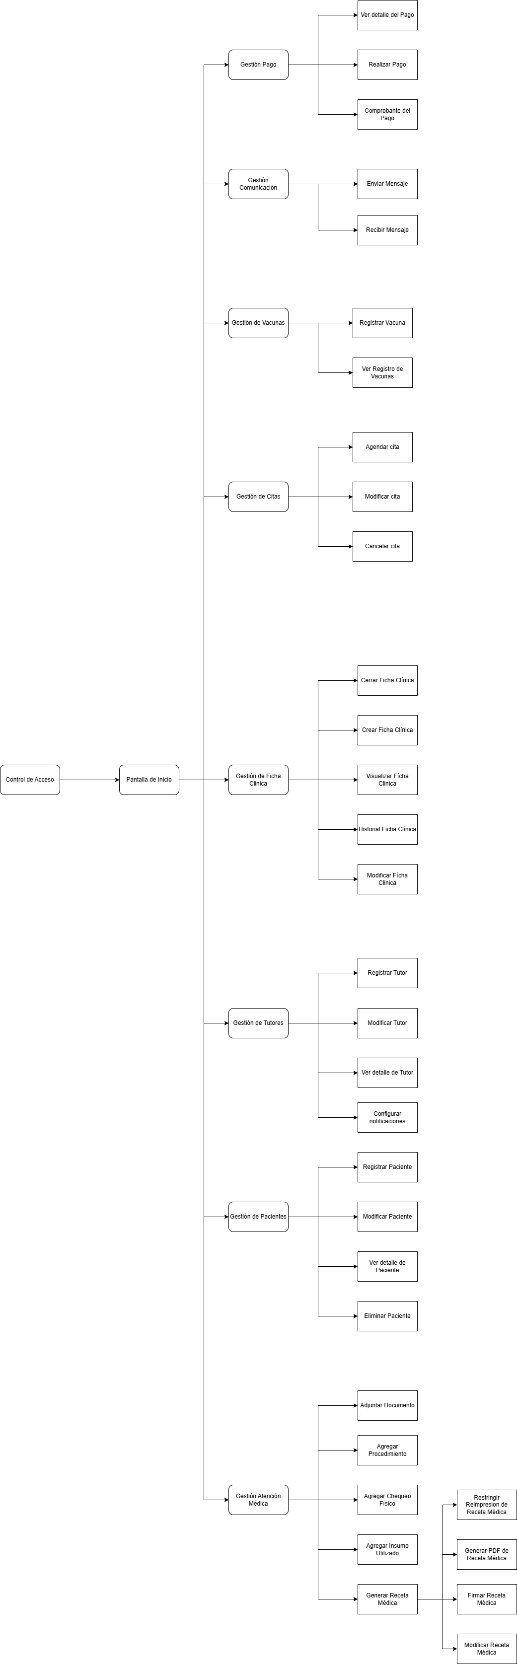 Ver detalle del Pago
Gestión Pago
Realizar Pago
Comprobante del
Pago
Gestión
Comunicación
Enviar Mensaje
Recibir Mensaje
Gestión de Vacunas
Registrar Vacuna
Ver Registro de
Vacunas
Agendar cita
Gestión de Citas
Modificar cita
Cancelar cita
Cerrar Ficha Clínica
Crear Ficha Clínica
Control de Acceso
Pantalla de Inicio
Gestión de Ficha
Clínica
Visualizar Ficha
Clínica
Historial Ficha Clínica
Modificar Ficha
Clinica
Registrar Tutor
Gestión de Tutores
Modificar Tutor
Ver detalle de Tutor
Configurar
notificaciones
Registrar Paciente
Gestión de Pacientes
Modificar Paciente
Ver detalle de
Paciente
Eliminar Paciente
Adjuntar Documento
Agregar
Procedimiento
Gestión Atención
Médica
Agregar Chequeo
Físico
Restringir
Reimpresion de
Receta Médica
Agregar Insumo
Utilizado
Generar PDF de
Receta Médica
Generar Receta
Médica
Firmar Receta
Médica
Modificar Receta
Médica